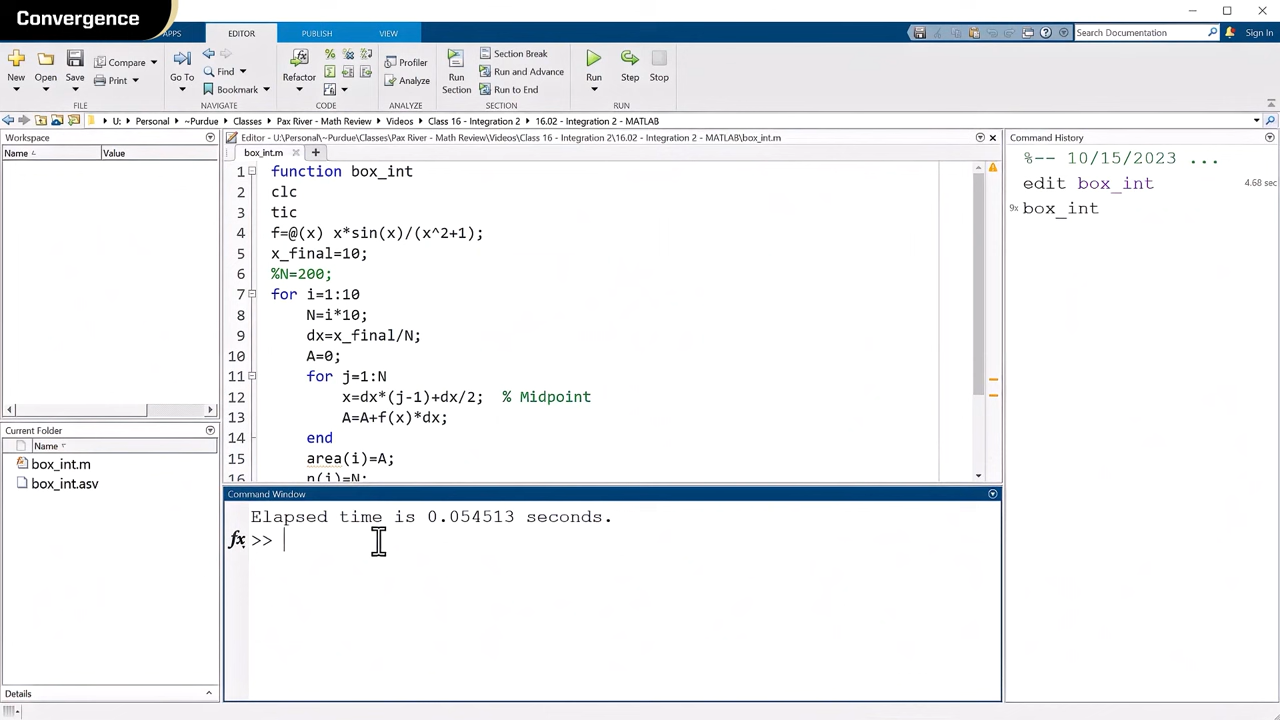 Convergence
APPS EDITOR PUBLISH VIEW
Search Documentation Sign In
New Open Save Compare Print
FILE
Go To Find Bookmark
NAVIGATE
Refactor
CODE
Profiler Analyze
ANALYZE
Run Section Section Break Run and Advance Run to End
SECTION
Run Step Stop
RUN
U: Personal ~Purdue Classes Pax River - Math Review Videos Class 16 - Integration 2 16.02 - Integration 2 - MATLAB
Workspace
Name Value
Current Folder
Name
box_int.m
box_int.asv
Details
Editor - U:\Personal\~Purdue\Classes\Pax River - Math Review\Videos\Class 16 - Integration 2\16.02 - Integration 2 - MATLAB\box_int.m
box_int.m
1 function box_int
2 clc
3 tic
4 f=@(x) x*sin(x)/(x^2+1);
5 x_final=10;
6 %N=200;
7 for i=1:10
8 N=i*10;
9 dx=x_final/N;
10 A=0;
11 for j=1:N
12 x=dx*(j-1)+dx/2; % Midpoint
13 A=A+f(x)*dx;
14 end
15 area(i)=A;
16 n(i)=N;
Command Window
Elapsed time is 0.054513 seconds.
fx >>
Command History
%-- 10/15/2023 ...
edit box_int 4.68 sec
9x box_int